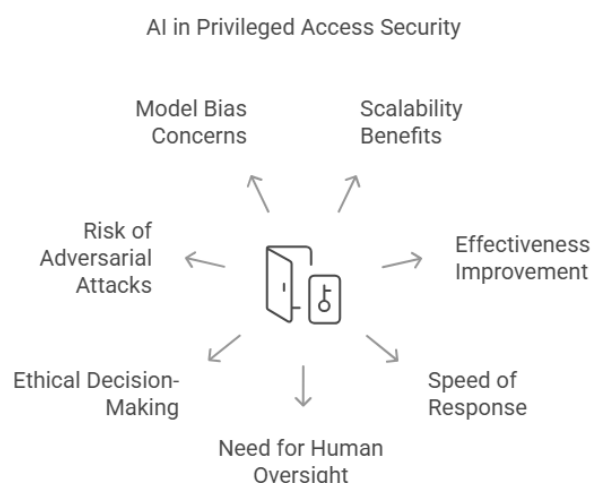 AI in Privileged Access Security
Model Bias
Concerns
Scalability
Benefits
Risk of
Adversarial
Attacks
Effectiveness
Improvement
Ethical Decision-
Making
Speed of
Response
Need for Human
Oversight